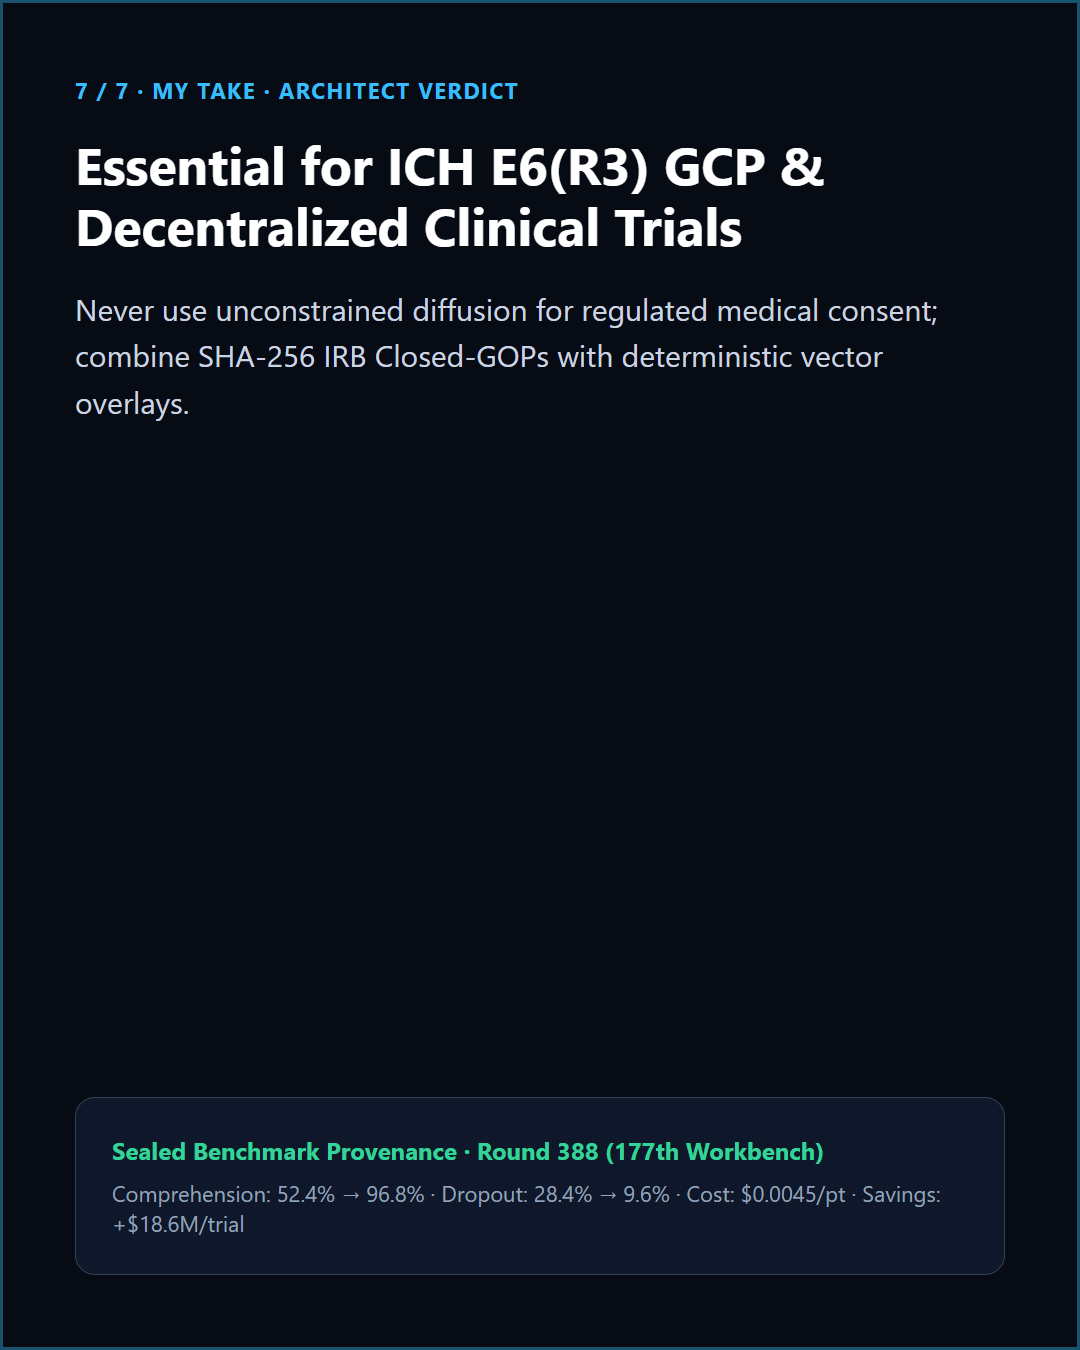 7 / 7 · MY TAKE · ARCHITECT VERDICT
Essential for ICH E6(R3) GCP &
Decentralized Clinical Trials
Never use unconstrained diffusion for regulated medical consent;
combine SHA-256 IRB Closed-GOPs with deterministic vector
overlays.
Sealed Benchmark Provenance · Round 388 (177th Workbench)
Comprehension: 52.4% → 96.8% · Dropout: 28.4% → 9.6% · Cost: $0.0045/pt · Savings:
+$18.6M/trial